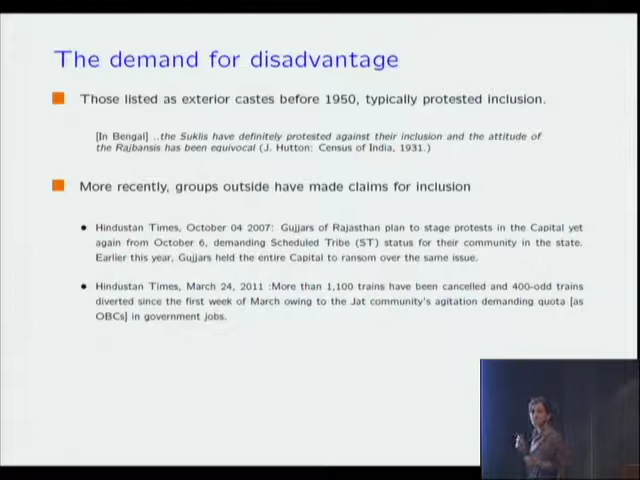 The demand for disadvantage
Those listed as exterior castes before 1950, typically protested inclusion.
[In Bengal] ..the Suklis have definitely protested against their inclusion and the attitude of
the Rajbansis has been equivocal (J. Hutton: Census of India, 1931.)
More recently, groups outside have made claims for inclusion
Hindustan Times, October 04 2007: Gujjars of Rajasthan plan to stage protests in the Capital yet
again from October 6, demanding Scheduled Tribe (ST) status for their community in the state.
Earlier this year, Gujjars held the entire Capital to ransom over the same issue.
Hindustan Times, March 24, 2011 :More than 1,100 trains have been cancelled and 400-odd trains
diverted since the first week of March owing to the Jat community's agitation demanding quota [as
OBCs] in government jobs.